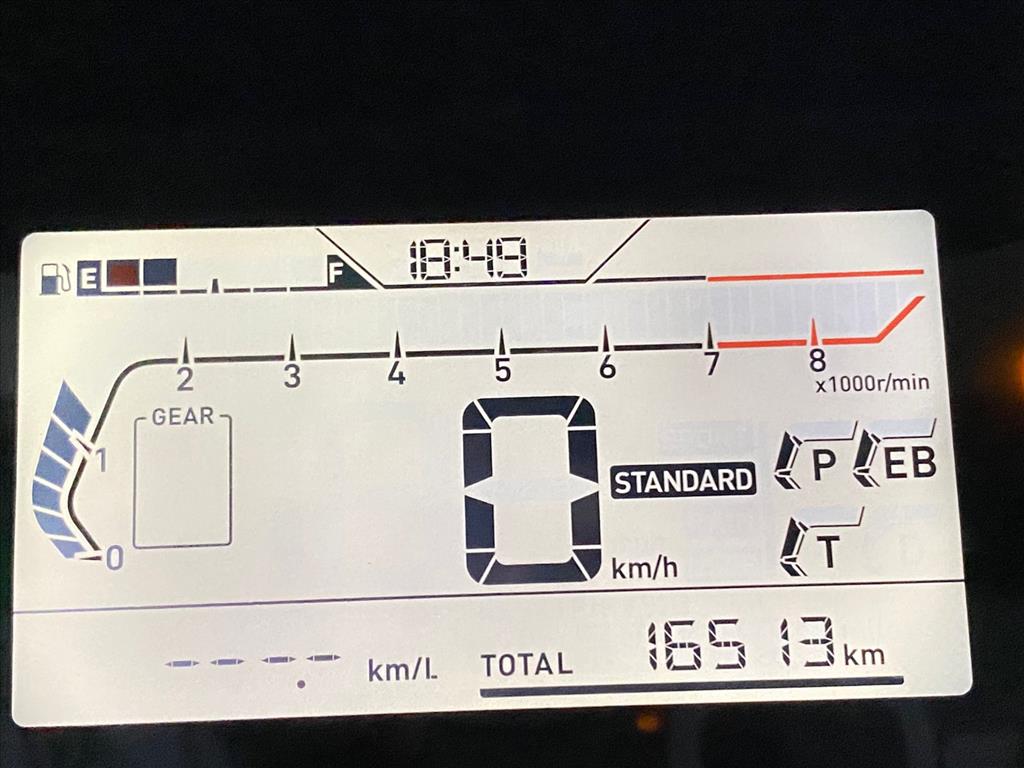 E F 18:49
2 3 4 5 6 7 8
x1000r/min
GEAR
1
0
0 km/h
STANDARD
P EB
T
--.-- km/L TOTAL 16513 km